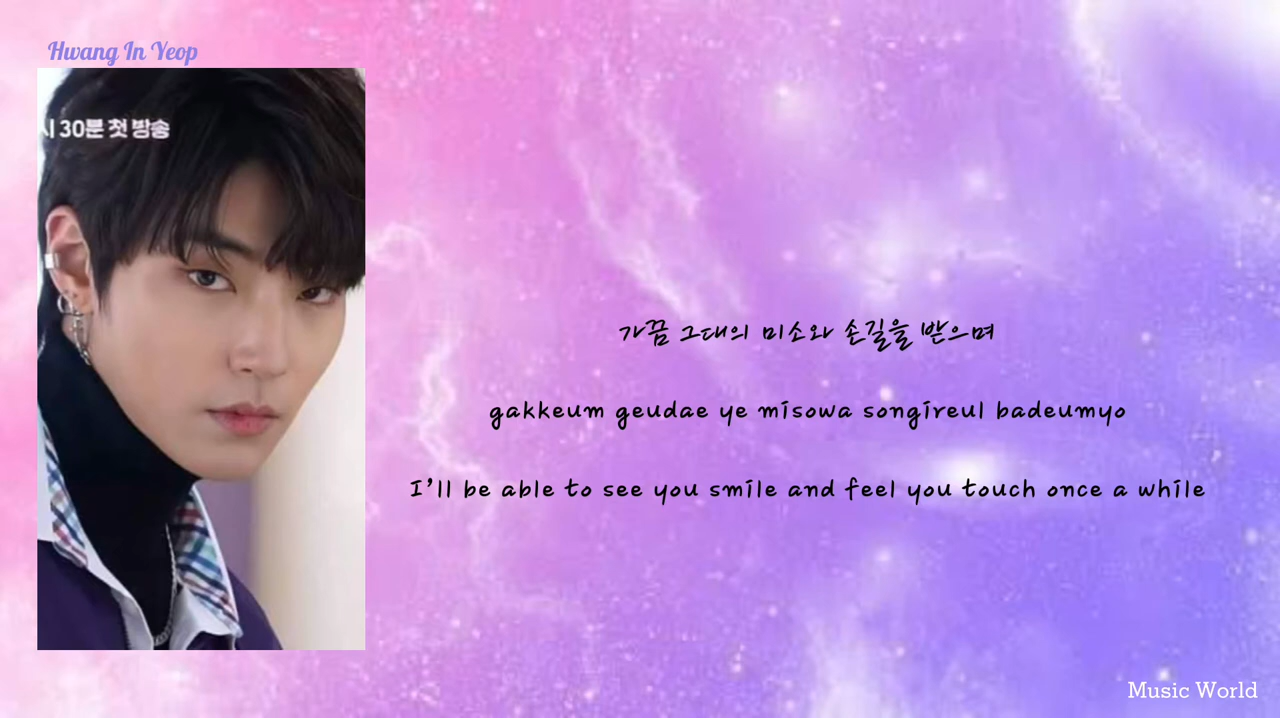 Hwang In Yeop
시 30분 첫 방송
가끔 그대의 미소와 손길을 받으며
gakkeum geudae ye misowa songireul badeumyo
I'll be able to see you smile and feel you touch once a while
Music World